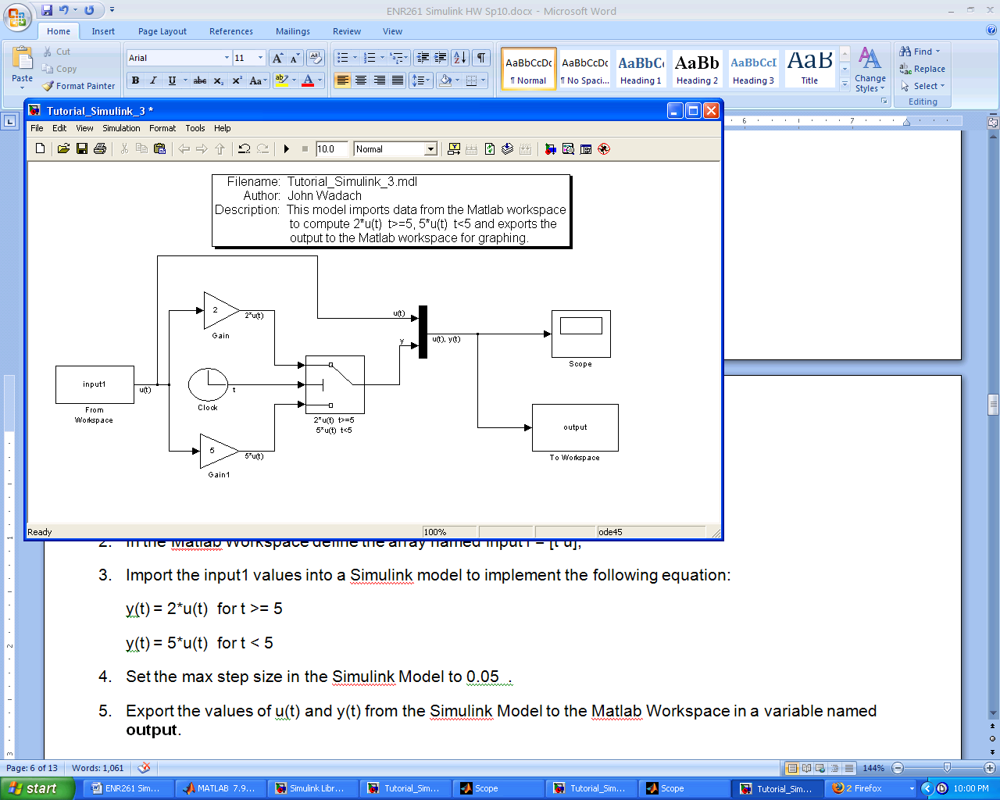 ENR261 Simulink HW Sp10.docx - Microsoft Word
Home Insert Page Layout References Mailings Review View
Paste
Cut
Copy
Format Painter
Arial 11
B I U abc x₂ x² Aa
AaBbCcDc AaBbCcDc AaBbCc AaBb AaBbCcI AaB
¶ Normal ¶ No Spaci... Heading 1 Heading 2 Heading 3 Title
Change Styles
Find
Replace
Select
Editing
Tutorial_Simulink_3 *
File Edit View Simulation Format Tools Help
10.0 Normal
6 7
Filename: Tutorial_Simulink_3.mdl
Author: John Wadach
Description: This model imports data from the Matlab workspace
to compute 2*u(t) t>=5, 5*u(t) t<5 and exports the
output to the Matlab workspace for graphing.
2
2*u(t)
Gain
u(t)
y
u(t), y(t)
Scope
input1
u(t)
From
Workspace
t
Clock
2*u(t) t>=5
5*u(t) t<5
5
5*u(t)
Gain1
output
To Workspace
Ready 100% ode45
2. In the Matlab Workspace define the array named input1 = [t u];
3. Import the input1 values into a Simulink model to implement the following equation:
y(t) = 2*u(t) for t >= 5
y(t) = 5*u(t) for t < 5
4. Set the max step size in the Simulink Model to 0.05 .
5. Export the values of u(t) and y(t) from the Simulink Model to the Matlab Workspace in a variable named
output.
1
2
3
Page: 6 of 13 Words: 1,061 144%
start ENR261 Sim... MATLAB 7.9... Simulink Libr... Tutorial_Sim... Scope Tutorial_Sim... Scope Tutorial_Sim... 2 Firefox 10:00 PM